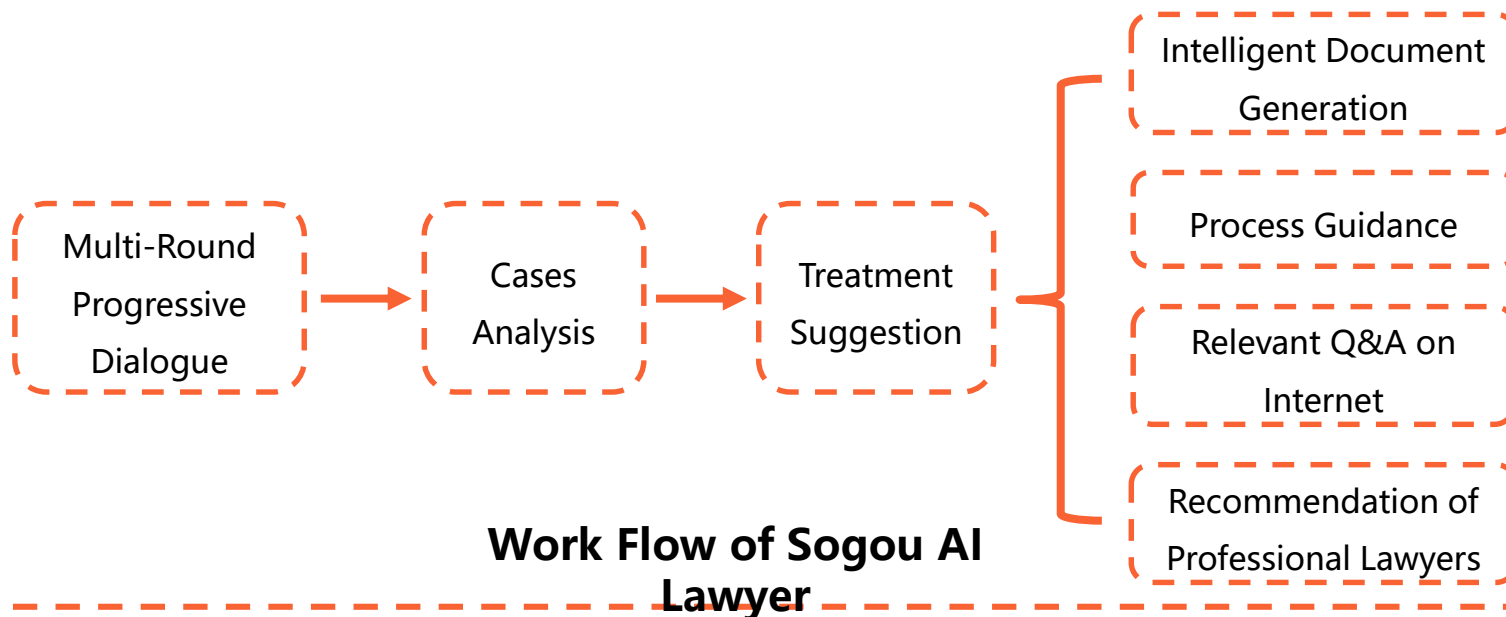 Multi-Round
Progressive
Dialogue
Cases
Analysis
Treatment
Suggestion
Intelligent Document
Generation
Process Guidance
Relevant Q&A on
Internet
Recommendation of
Professional Lawyers
Work Flow of Sogou AI
Lawyer